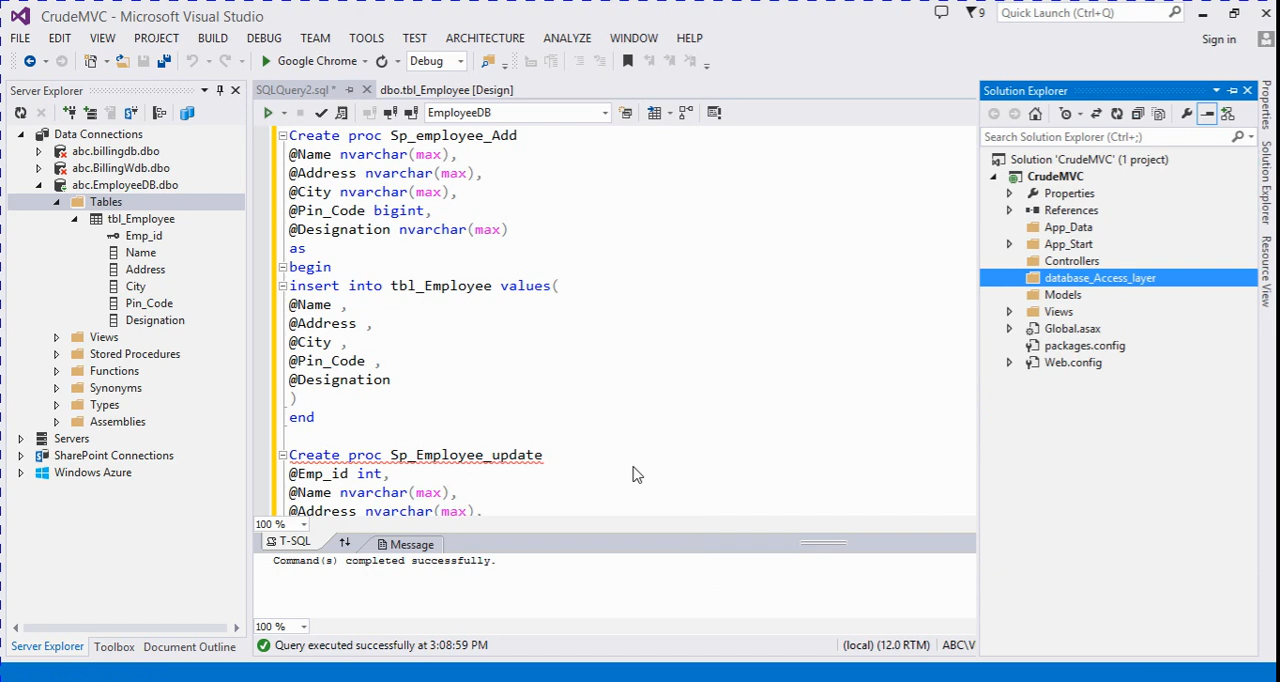 CrudeMVC - Microsoft Visual Studio
9
Quick Launch (Ctrl+Q)
FILE EDIT VIEW PROJECT BUILD DEBUG TEAM TOOLS TEST ARCHITECTURE ANALYZE WINDOW HELP
Sign in
Google Chrome
Debug
Server Explorer
Data Connections
abc.billingdb.dbo
abc.BillingWdb.dbo
abc.EmployeeDB.dbo
Tables
tbl_Employee
Emp_id
Name
Address
City
Pin_Code
Designation
Views
Stored Procedures
Functions
Synonyms
Types
Assemblies
Servers
SharePoint Connections
Windows Azure
Server Explorer Toolbox Document Outline
SQLQuery2.sql *
dbo.tbl_Employee [Design]
EmployeeDB
Create proc Sp_employee_Add
@Name nvarchar(max),
@Address nvarchar(max),
@City nvarchar(max),
@Pin_Code bigint,
@Designation nvarchar(max)
as
begin
insert into tbl_Employee values(
@Name ,
@Address ,
@City ,
@Pin_Code ,
@Designation
)
end
Create proc Sp_Employee_update
@Emp_id int,
@Name nvarchar(max),
@Address nvarchar(max),
100 %
T-SQL
Message
Command(s) completed successfully.
100 %
Query executed successfully at 3:08:59 PM
(local) (12.0 RTM)
ABC\V
Solution Explorer
Search Solution Explorer (Ctrl+;)
Solution 'CrudeMVC' (1 project)
CrudeMVC
Properties
References
App_Data
App_Start
Controllers
database_Access_layer
Models
Views
Global.asax
packages.config
Web.config
Properties
Solution Explorer
Resource View